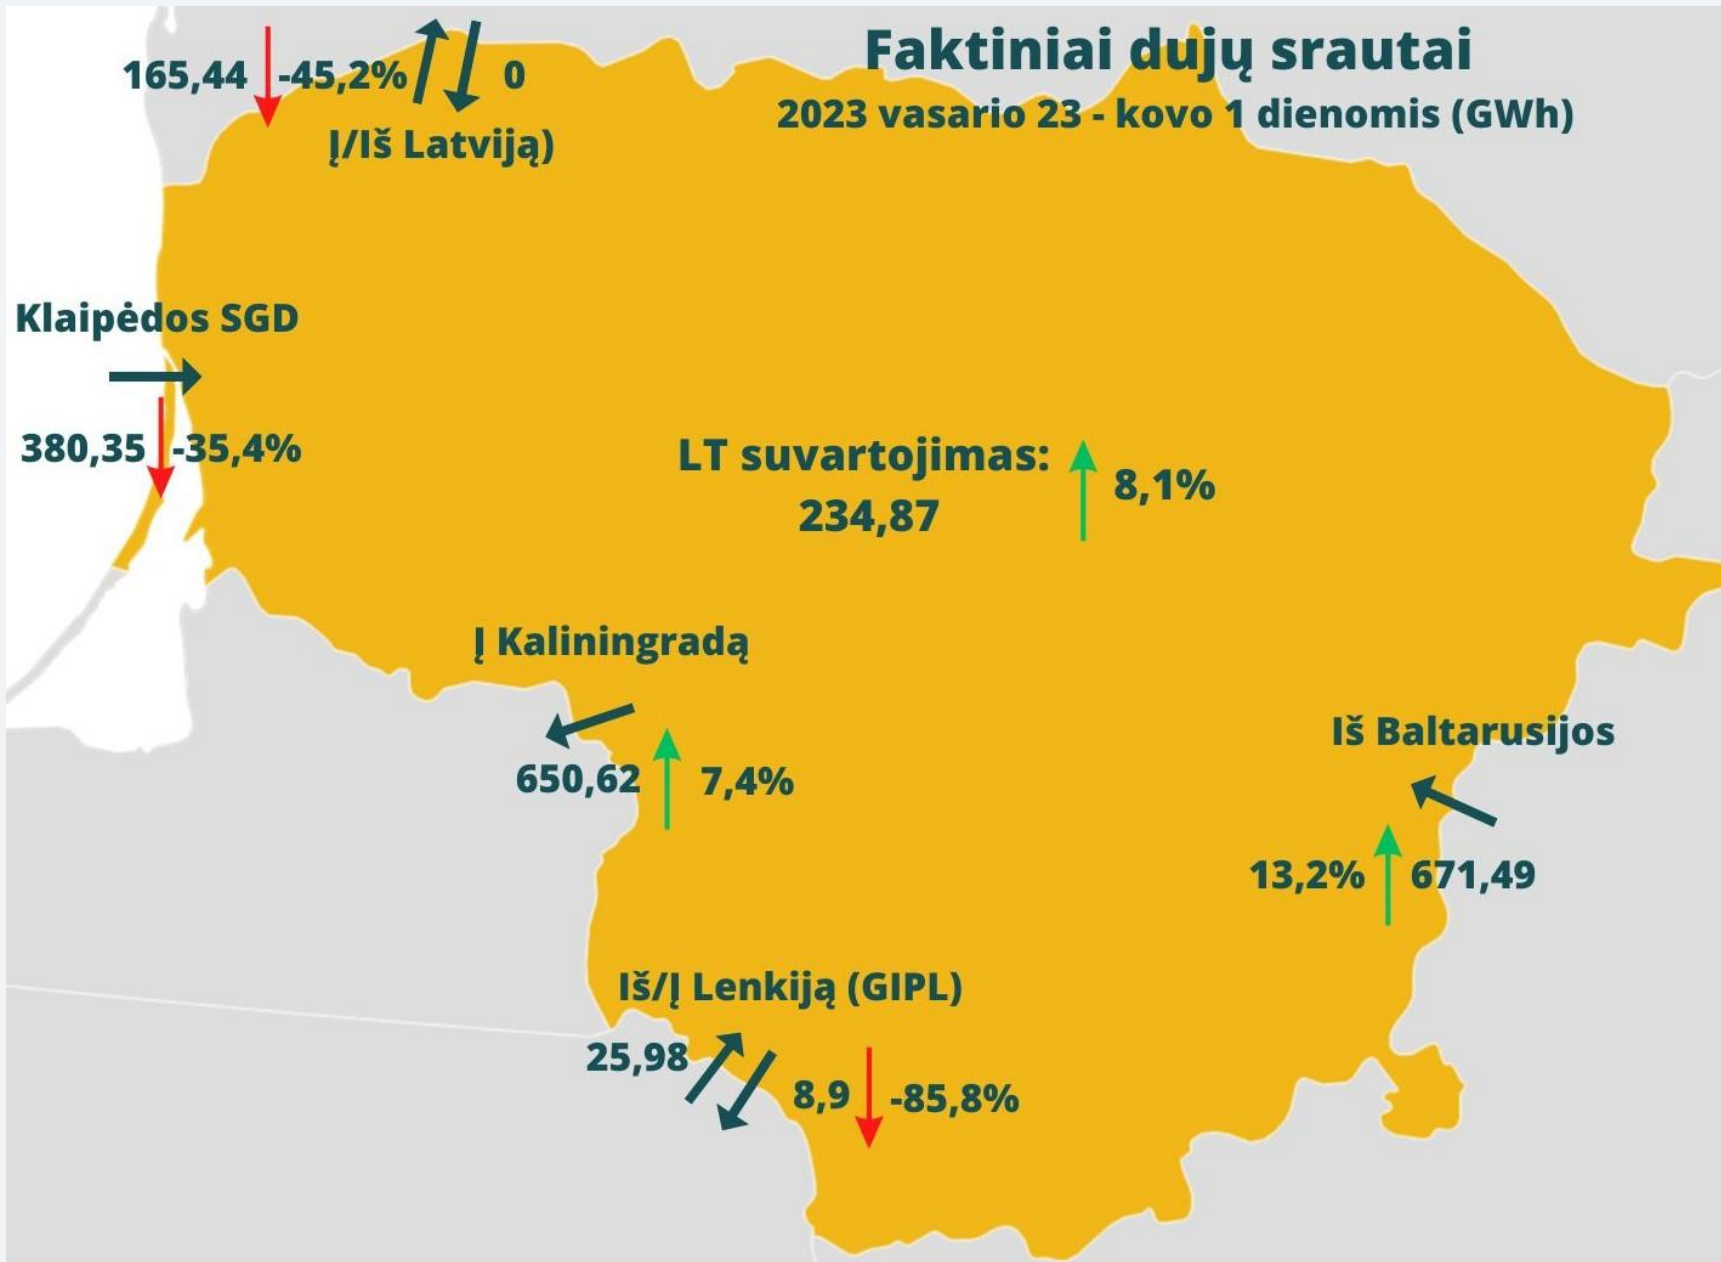 Faktiniai dujų srautai
2023 vasario 23 - kovo 1 dienomis (GWh)
165,44 -45,2% 0
Į/Iš Latviją)
Klaipėdos SGD
380,35 -35,4%
LT suvartojimas:
234,87
8,1%
Į Kaliningradą
650,62 7,4%
Iš Baltarusijos
13,2% 671,49
Iš/Į Lenkiją (GIPL)
25,98
8,9 -85,8%